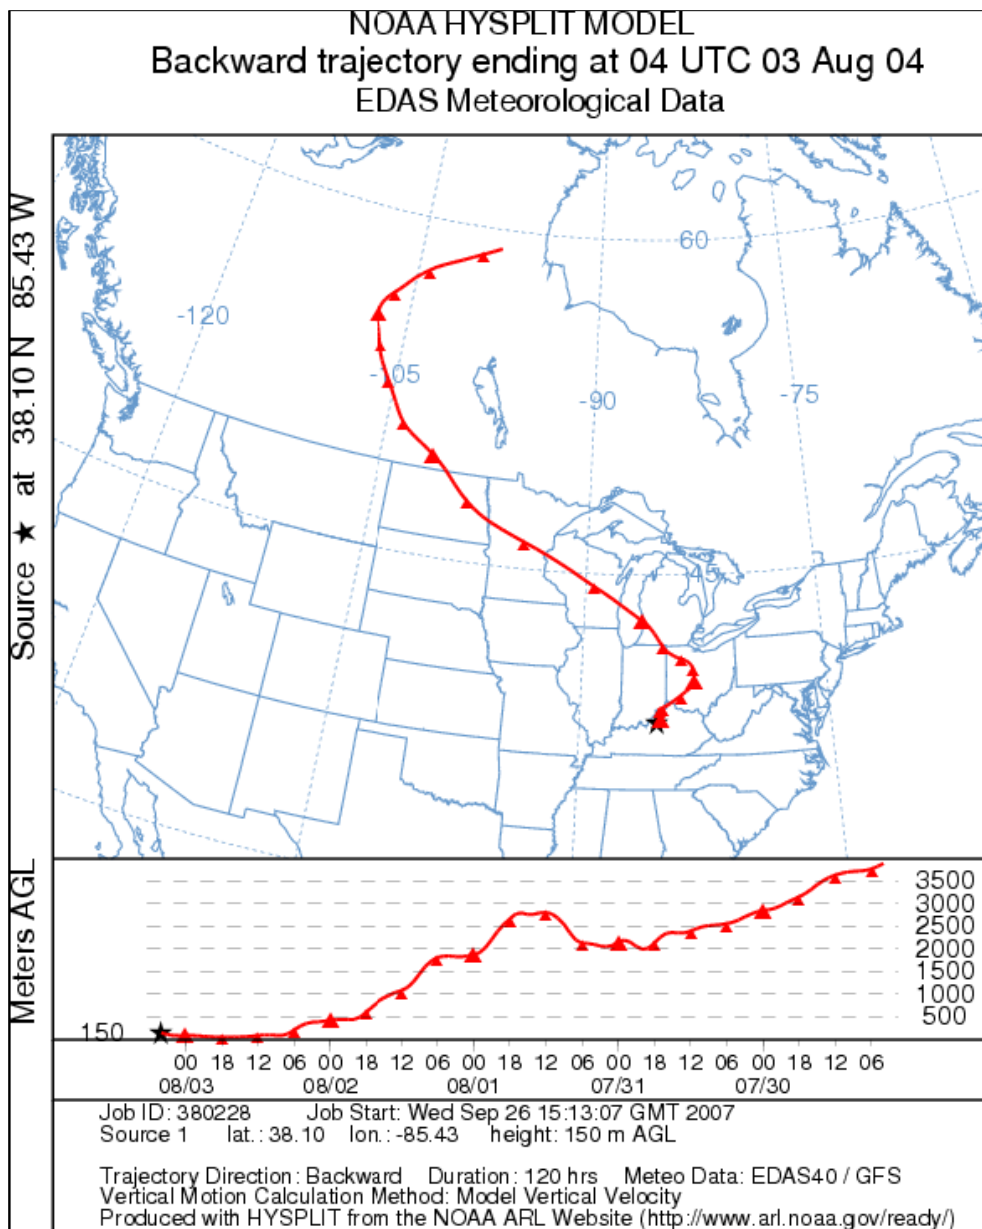 NOAA HYSPLIT MODEL
Backward trajectory ending at 04 UTC 03 Aug 04
EDAS Meteorological Data
Source ★ at 38.10 N 85.43 W
60
-120
-105
-90
-75
45
Meters AGL
3500
3000
2500
2000
1500
1000
500
150
00 18 12 06 00 18 12 06 00 18 12 06 00 18 12 06 00 18 12 06
08/03 08/02 08/01 07/31 07/30
Job ID: 380228 Job Start: Wed Sep 26 15:13:07 GMT 2007
Source 1 lat.: 38.10 lon.: -85.43 height: 150 m AGL
Trajectory Direction: Backward Duration: 120 hrs Meteo Data: EDAS40 / GFS
Vertical Motion Calculation Method: Model Vertical Velocity
Produced with HYSPLIT from the NOAA ARL Website (http://www.arl.noaa.gov/ready/)